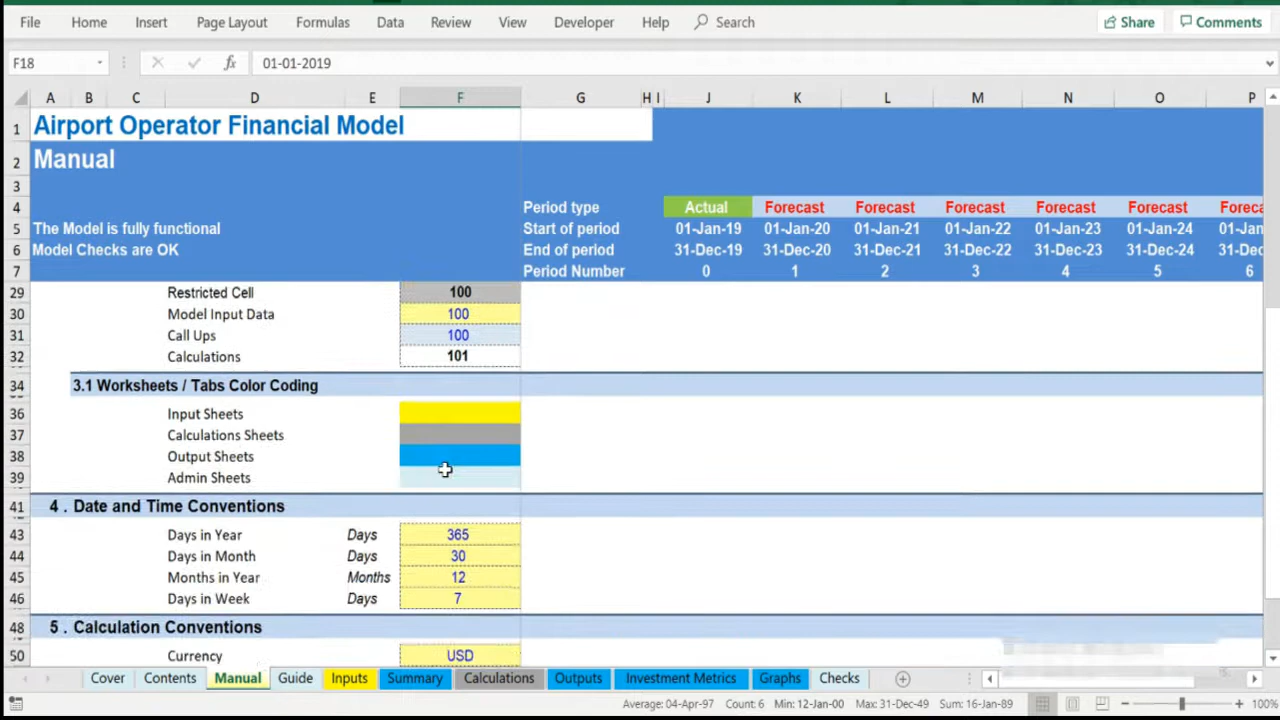 File Home Insert Page Layout Formulas Data Review View Developer Help Search Share Comments
F18 fx 01-01-2019
A B C D E F G H I J K L M N O P
1 Airport Operator Financial Model
2 Manual
3
4 Period type Actual Forecast Forecast Forecast Forecast Forecast Foreca
5 The Model is fully functional Start of period 01-Jan-19 01-Jan-20 01-Jan-21 01-Jan-22 01-Jan-23 01-Jan-24 01-Jan
6 Model Checks are OK End of period 31-Dec-19 31-Dec-20 31-Dec-21 31-Dec-22 31-Dec-23 31-Dec-24 31-Dec
7 Period Number 0 1 2 3 4 5 6
29 Restricted Cell 100
30 Model Input Data 100
31 Call Ups 100
32 Calculations 101
34 3.1 Worksheets / Tabs Color Coding
36 Input Sheets
37 Calculations Sheets
38 Output Sheets
39 Admin Sheets
41 4 . Date and Time Conventions
43 Days in Year Days 365
44 Days in Month Days 30
45 Months in Year Months 12
46 Days in Week Days 7
48 5 . Calculation Conventions
50 Currency USD
Cover Contents Manual Guide Inputs Summary Calculations Outputs Investment Metrics Graphs Checks
Average: 04-Apr-97 Count: 6 Min: 12-Jan-00 Max: 31-Dec-49 Sum: 16-Jan-89 100%